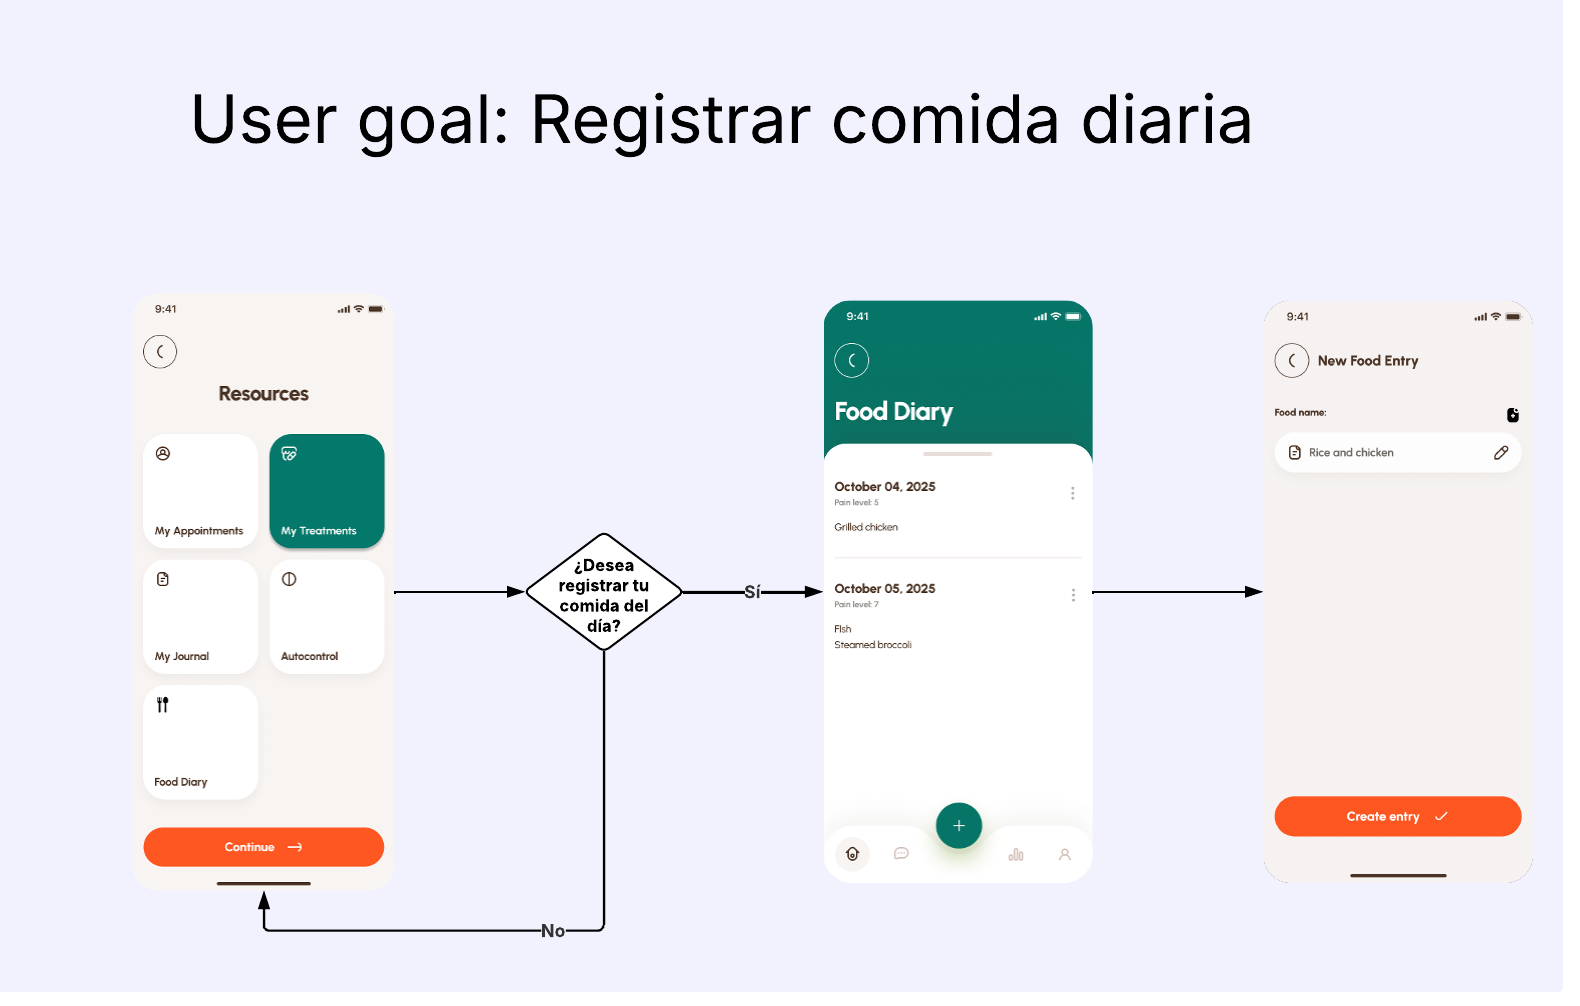 User goal: Registrar comida diaria
9:41
Resources
My Appointments
My Treatments
My Journal
Autocontrol
Food Diary
Continue
¿Desea
registrar tu
comida del
día?
Sí
No
9:41
Food Diary
October 04, 2025
Pain level: 5
Grilled chicken
October 05, 2025
Pain level: 7
FIsh
Steamed broccoli
9:41
New Food Entry
Food name:
Rice and chicken
Create entry